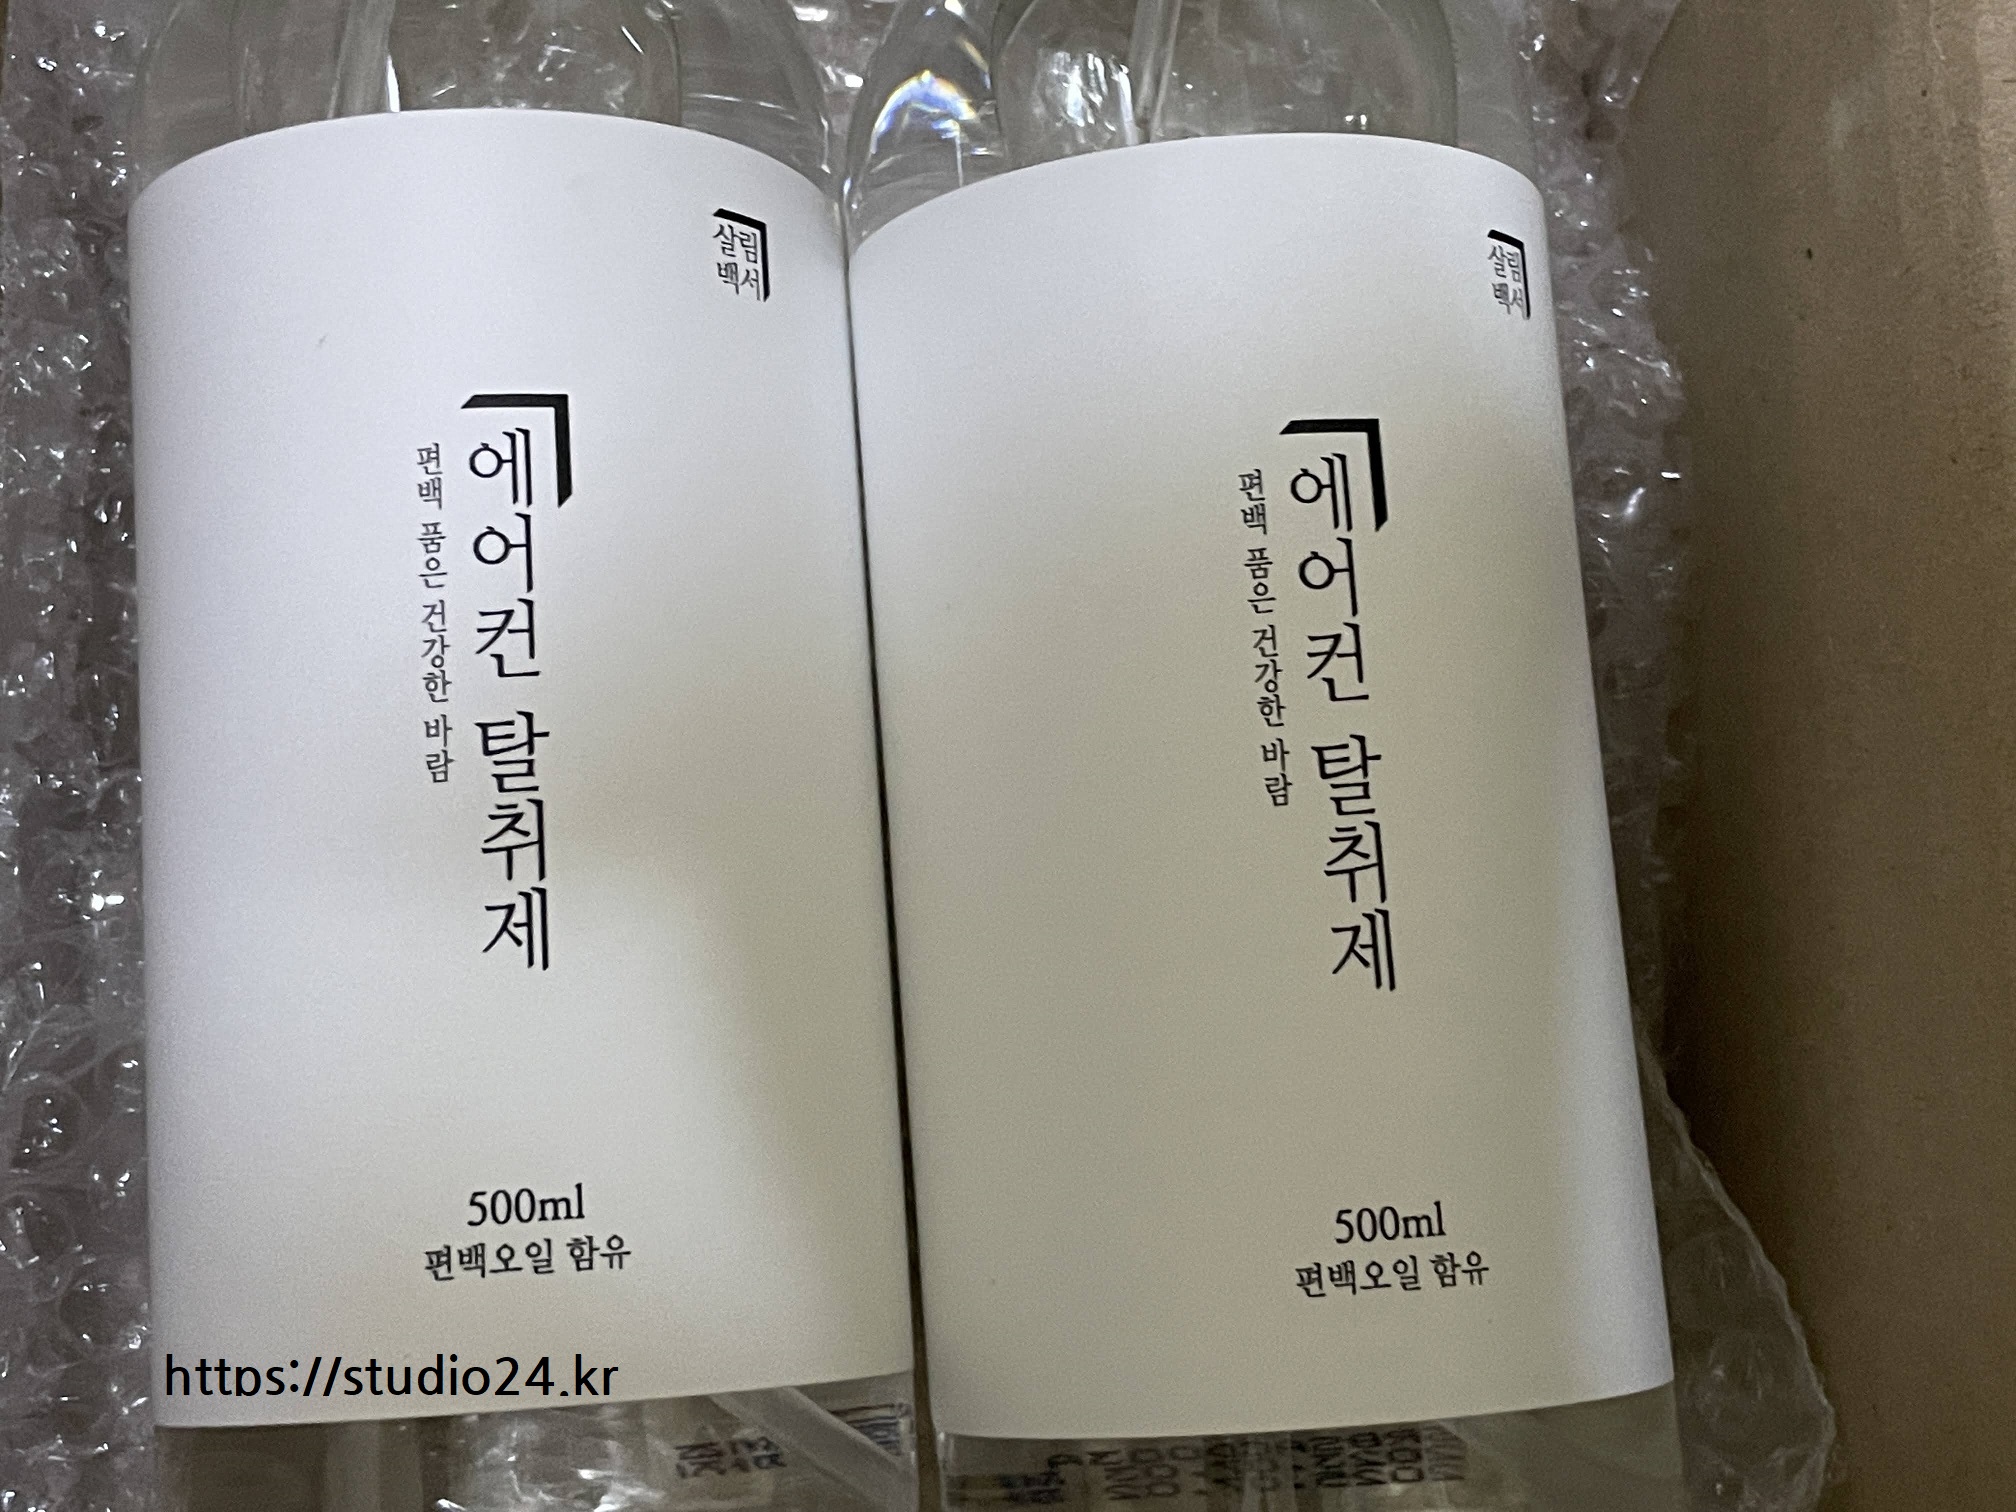 살림
백서
에어컨 탈취제
편백 품은 건강한 바람
500ml
편백오일 함유
살림
백서
에어컨 탈취제
편백 품은 건강한 바람
500ml
편백오일 함유
https://studio24.kr